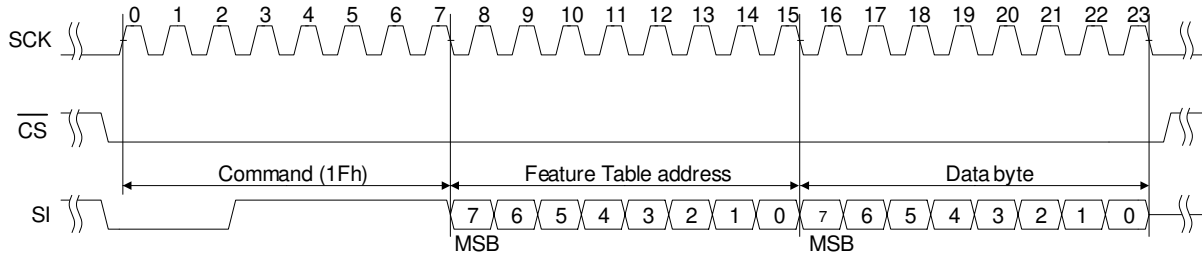 0 1 2 3 4 5 6 7 8 9 10 11 12 13 14 15 16 17 18 19 20 21 22 23
SCK
CS
Command (1Fh) Feature Table address Data byte
SI 7 6 5 4 3 2 1 0 7 6 5 4 3 2 1 0
MSB MSB